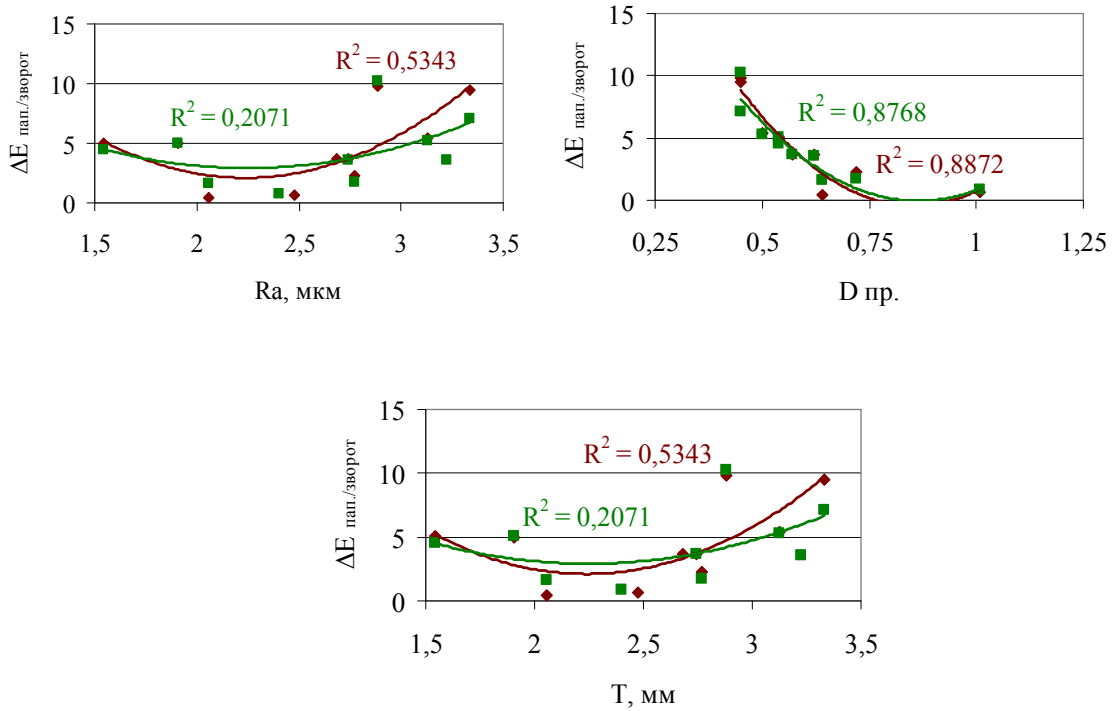 15
10
5
0
ΔE пап./зворот
R² = 0,5343
R² = 0,2071
1,5 2 2,5 3 3,5
Ra, мкм
15
10
5
0
ΔE пап./зворот
R² = 0,8768
R² = 0,8872
0,25 0,5 0,75 1 1,25
D пр.
15
10
5
0
ΔE пап./зворот
R² = 0,5343
R² = 0,2071
1,5 2 2,5 3 3,5
T, мм